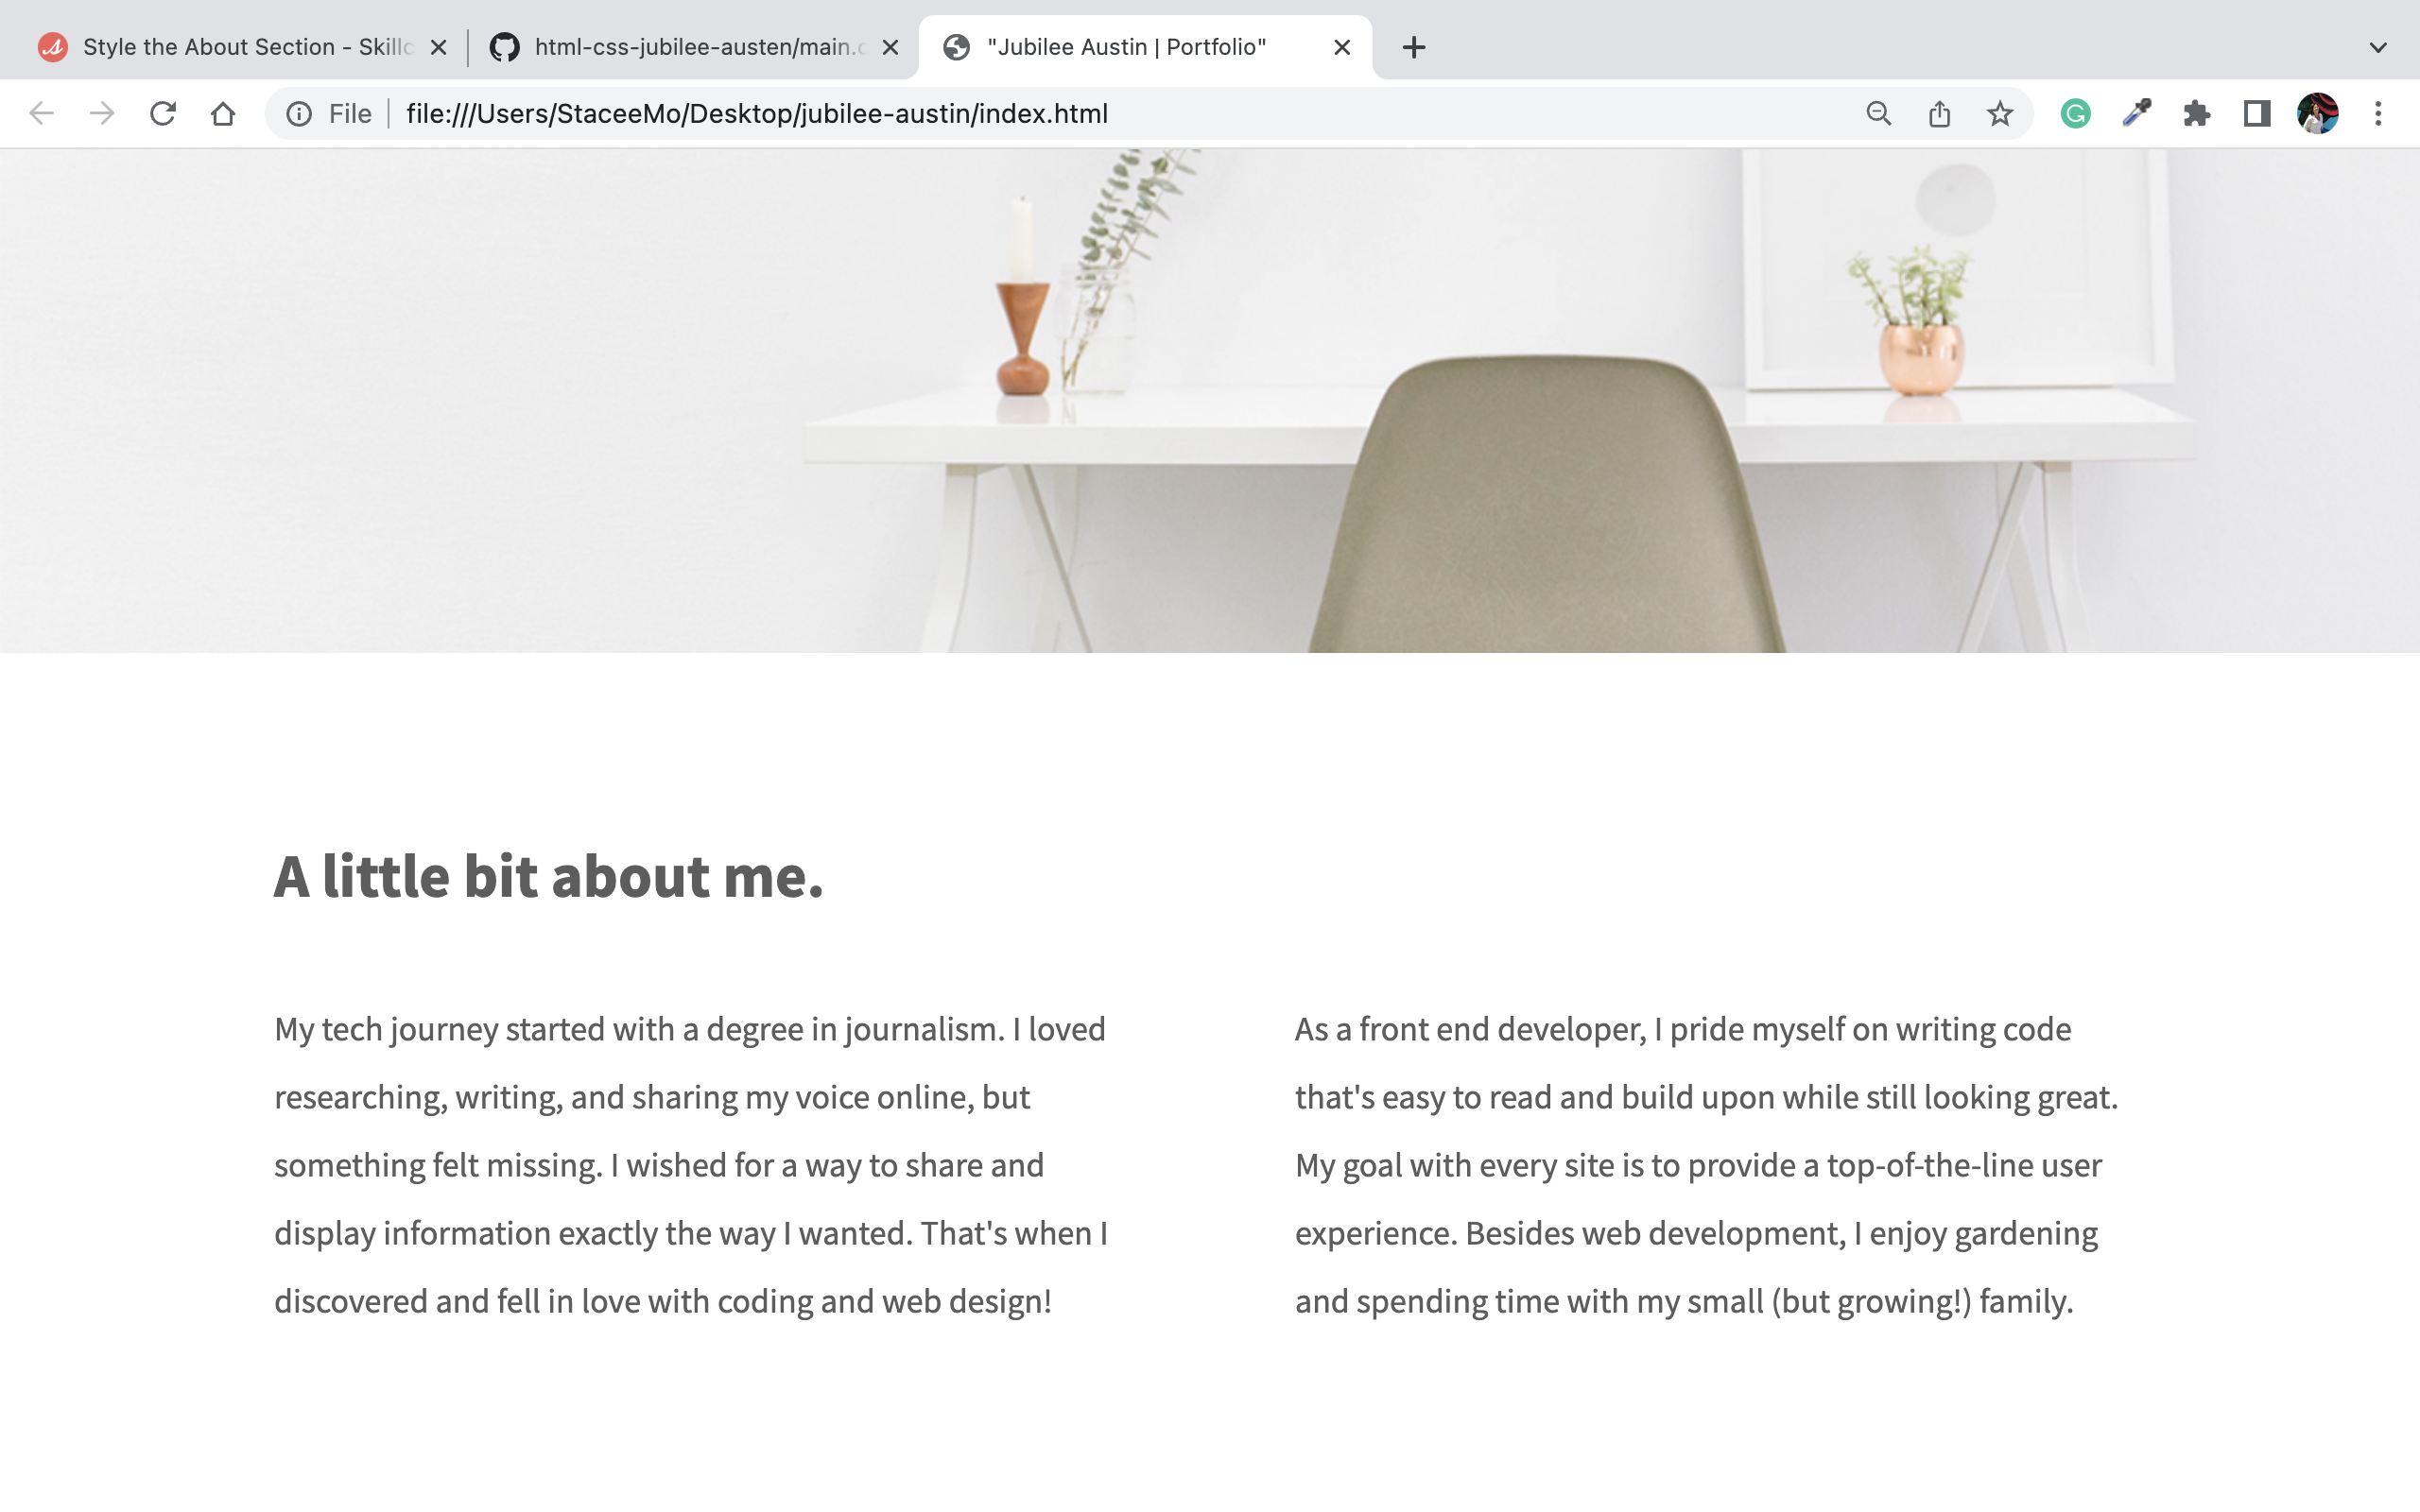 Style the About Section - Skillc
html-css-jubilee-austen/main.c
"Jubilee Austin | Portfolio"
File
file:///Users/StaceeMo/Desktop/jubilee-austin/index.html
A little bit about me.
My tech journey started with a degree in journalism. I loved
researching, writing, and sharing my voice online, but
something felt missing. I wished for a way to share and
display information exactly the way I wanted. That's when I
discovered and fell in love with coding and web design!
As a front end developer, I pride myself on writing code
that's easy to read and build upon while still looking great.
My goal with every site is to provide a top-of-the-line user
experience. Besides web development, I enjoy gardening
and spending time with my small (but growing!) family.